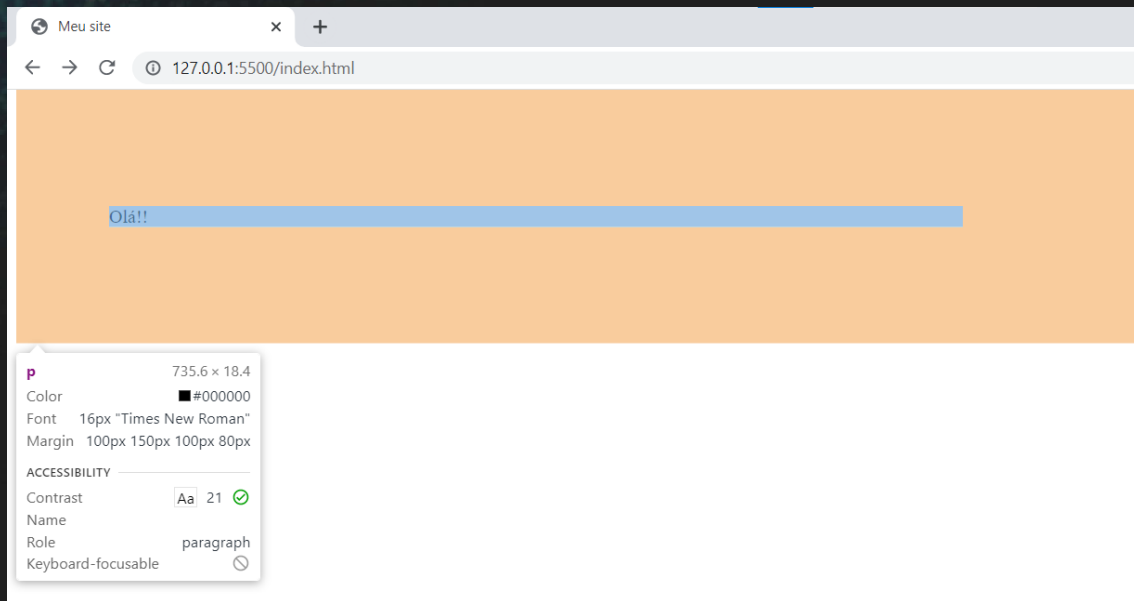 Meu site
127.0.0.1:5500/index.html
Olá!!
p 735.6 × 18.4
Color #000000
Font 16px "Times New Roman"
Margin 100px 150px 100px 80px
ACCESSIBILITY
Contrast Aa 21
Name
Role paragraph
Keyboard-focusable